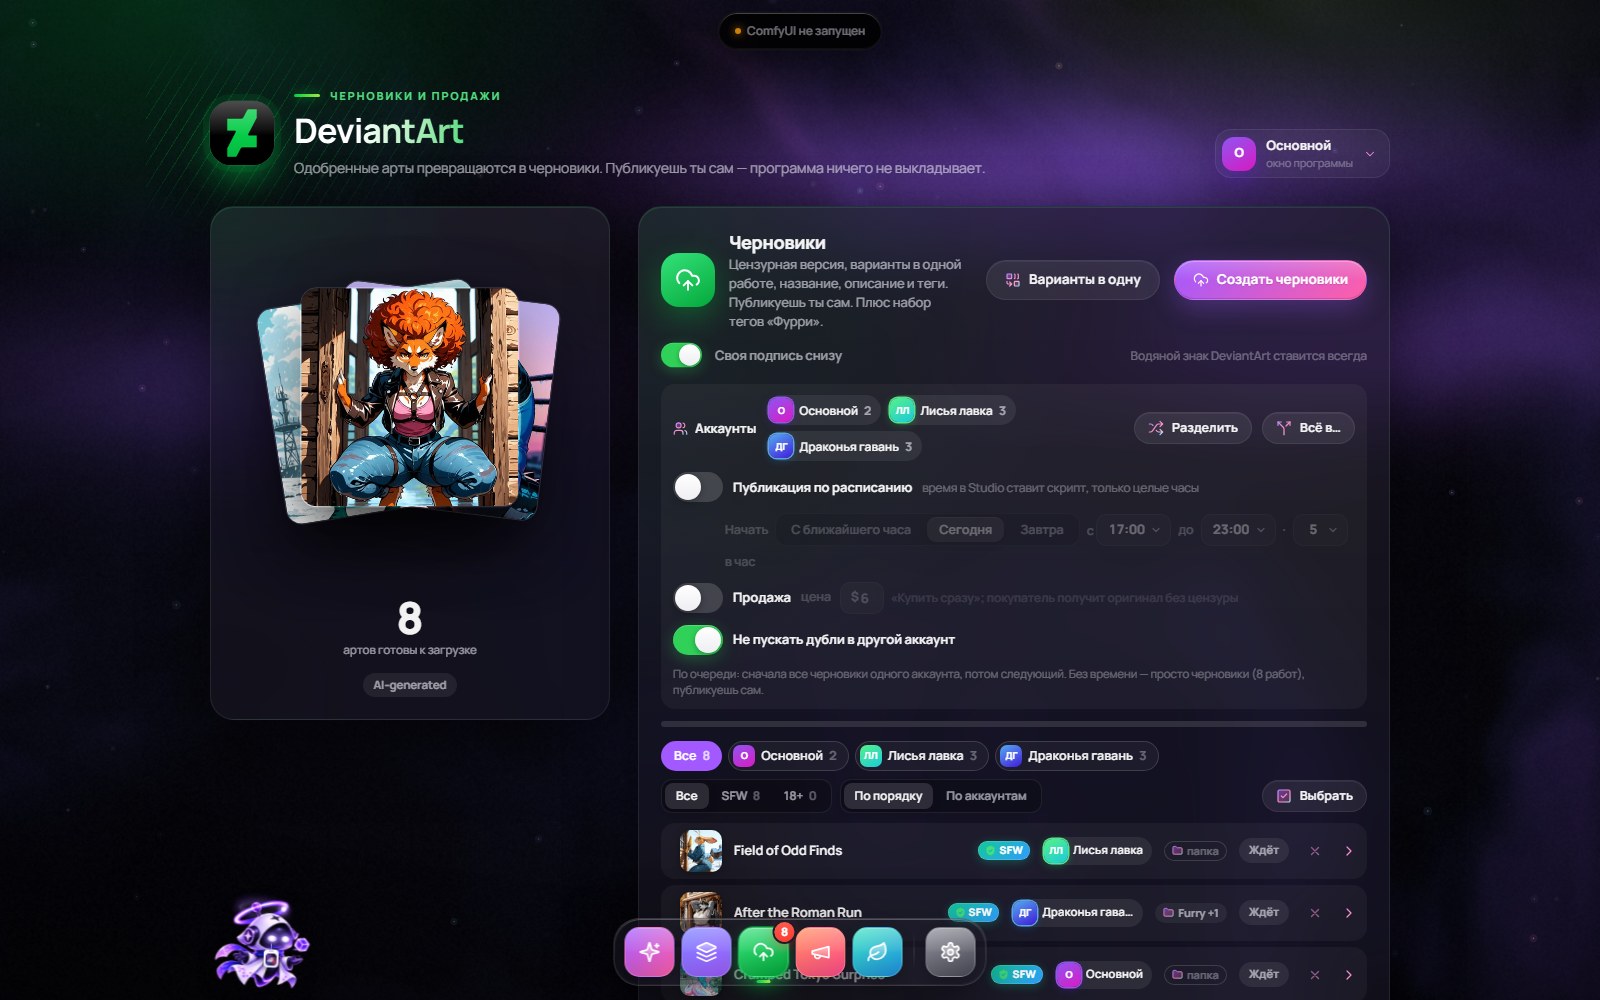 ComfyUI не запущен
ЧЕРНОВИКИ И ПРОДАЖИ
DeviantArt
Одобренные арты превращаются в черновики. Публикуешь ты сам — программа ничего не выкладывает.
О
Основной
окно программы
8
артов готовы к загрузке
AI-generated
Черновики
Цензурная версия, варианты в одной
работе, название, описание и теги.
Публикуешь ты сам. Плюс набор
тегов «Фурри».
Варианты в одну
Создать черновики
Своя подпись снизу
Водяной знак DeviantArt ставится всегда
Аккаунты
О Основной 2
ЛЛ Лисья лавка 3
ДГ Драконья гавань 3
Разделить
Всё в...
Публикация по расписанию время в Studio ставит скрипт, только целые часы
Начать С ближайшего часа Сегодня Завтра с 17:00 до 23:00 · 5
в час
Продажа цена $ 6 «Купить сразу»; покупатель получит оригинал без цензуры
Не пускать дубли в другой аккаунт
По очереди: сначала все черновики одного аккаунта, потом следующий. Без времени — просто черновики (8 работ),
публикуешь сам.
Все 8 О Основной 2 ЛЛ Лисья лавка 3 ДГ Драконья гавань 3
Все SFW 8 18+ 0 По порядку По аккаунтам Выбрать
Field of Odd Finds SFW ЛЛ Лисья лавка папка Ждёт
After the Roman Run SFW ДГ Драконья гава... Furry +1 Ждёт
8
Tokyo Surprise SFW О Основной папка Ждёт